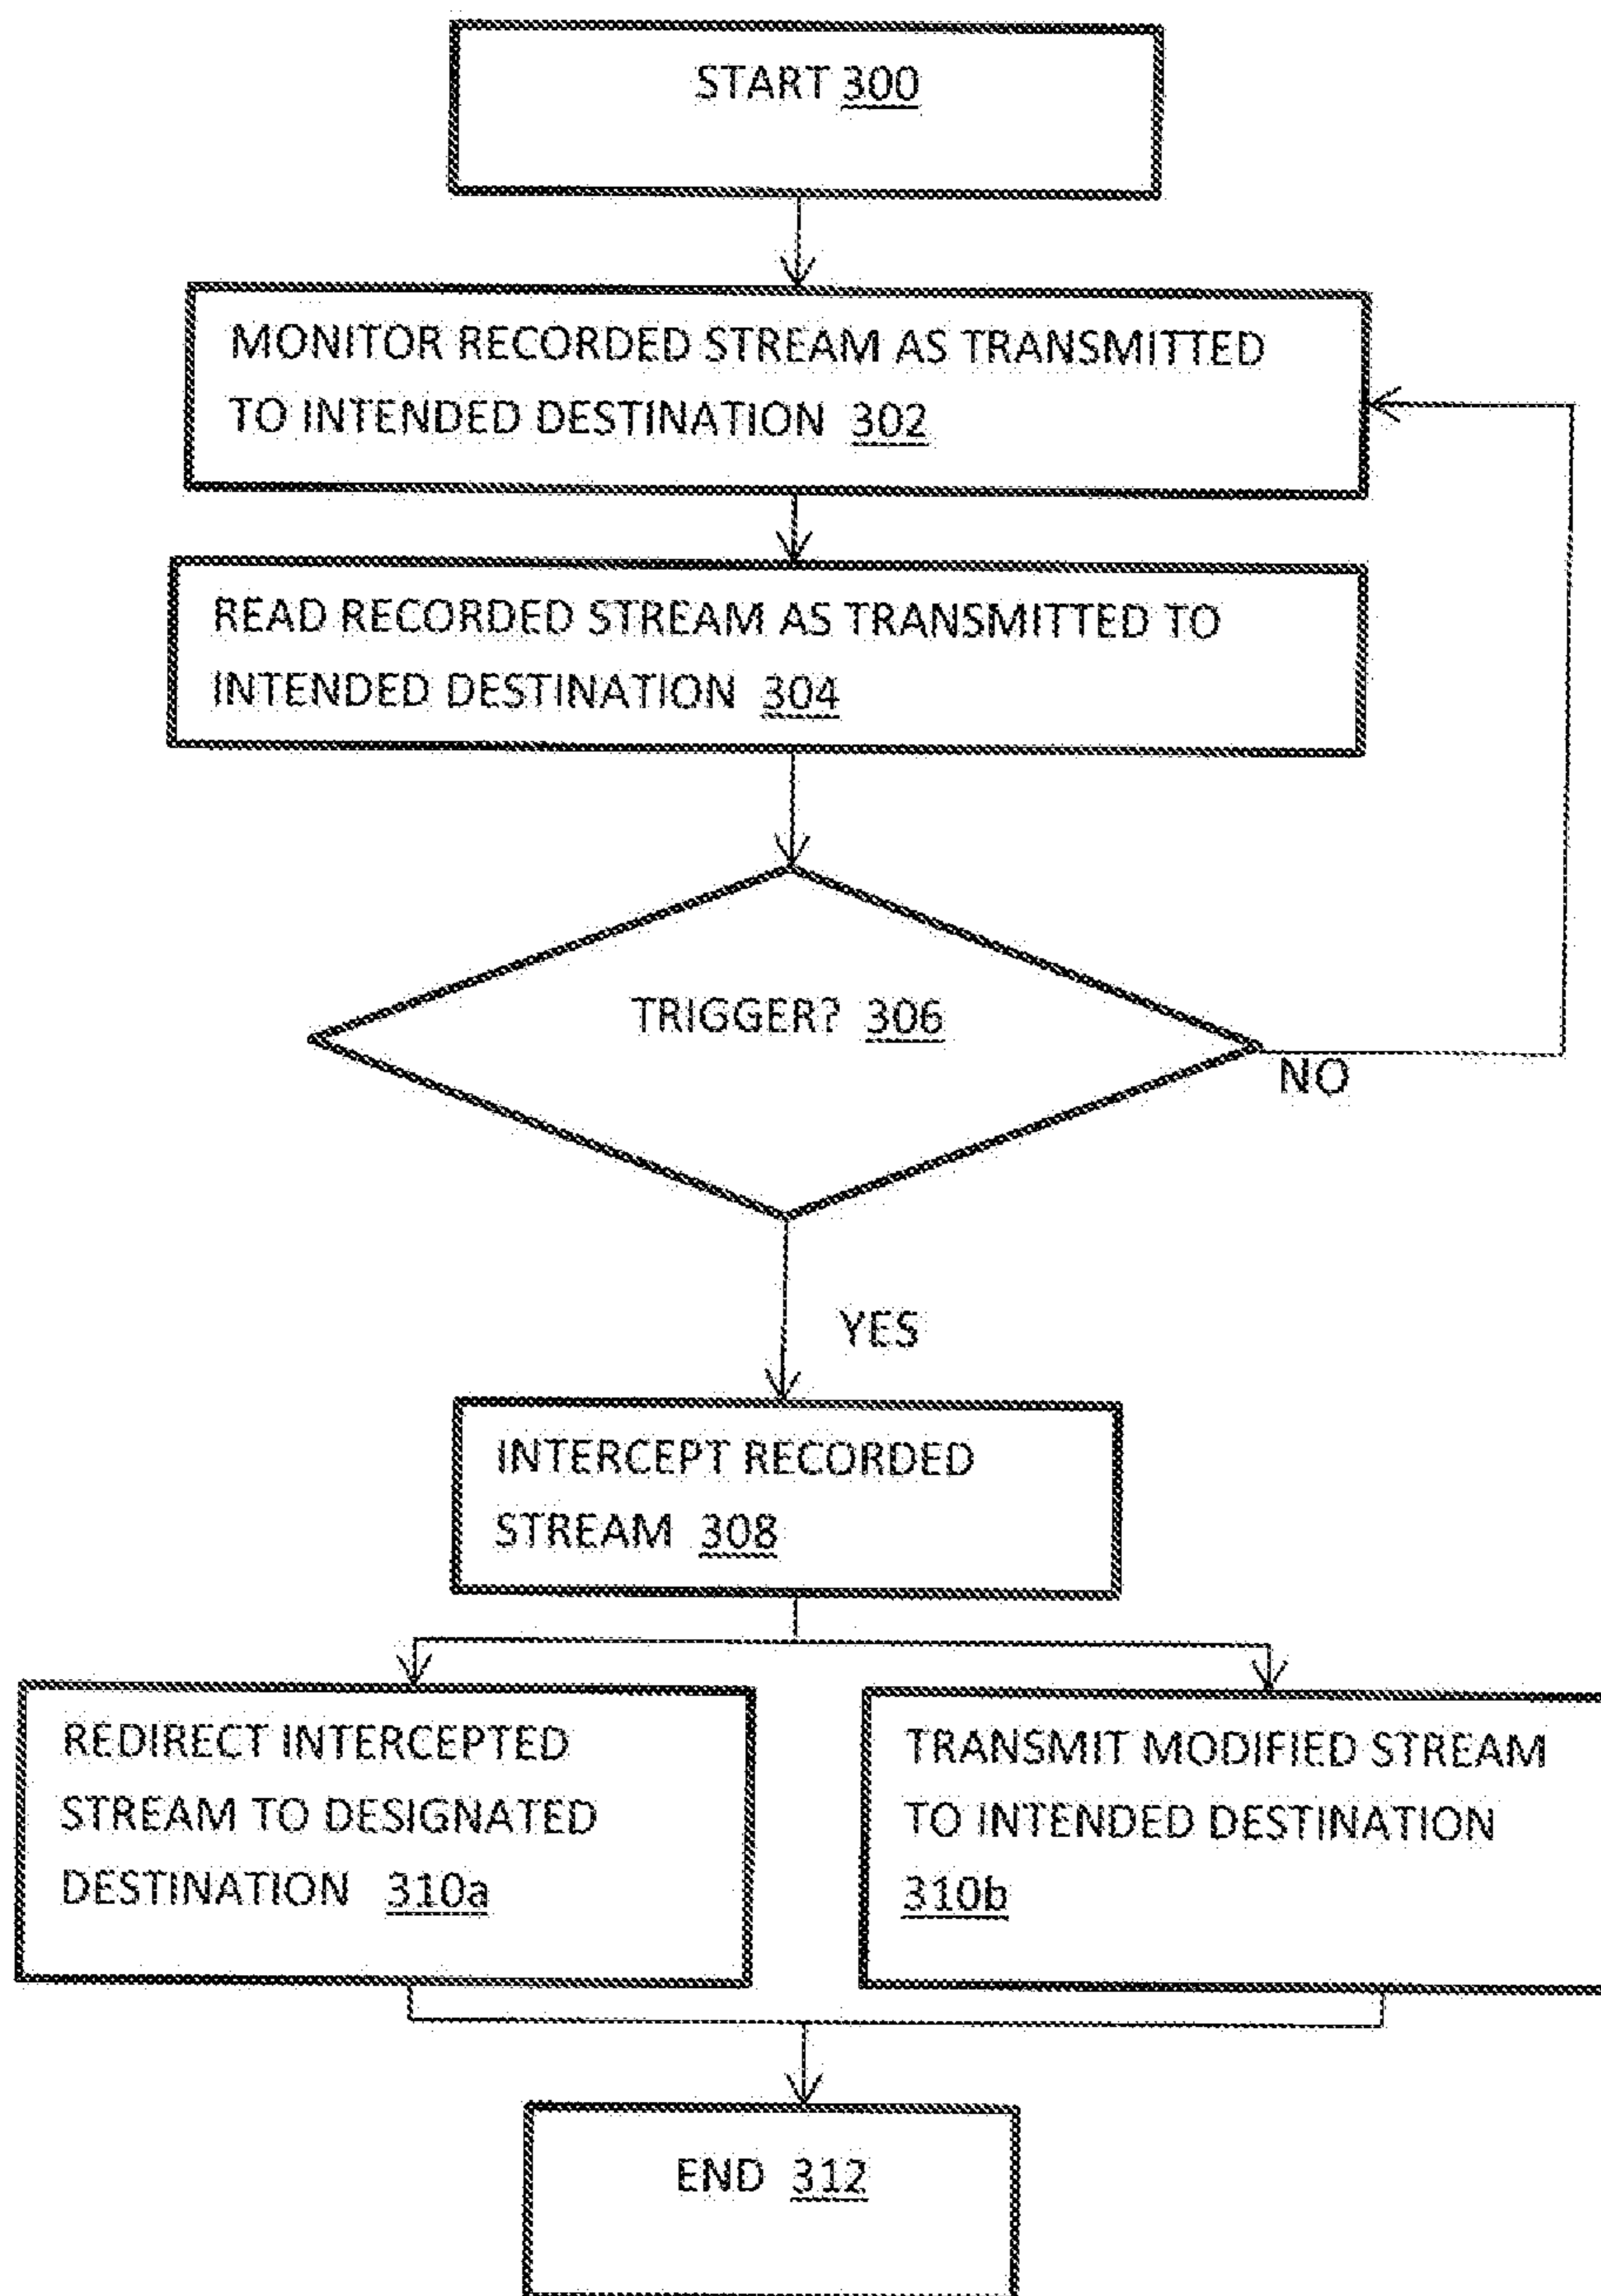 START 300
MONITOR RECORDED STREAM AS TRANSMITTED
TO INTENDED DESTINATION 302
READ RECORDED STREAM AS TRANSMITTED TO
INTENDED DESTINATION 304
TRIGGER? 306
NO
YES
INTERCEPT RECORDED
STREAM 308
REDIRECT INTERCEPTED
STREAM TO DESIGNATED
DESTINATION 310a
TRANSMIT MODIFIED STREAM
TO INTENDED DESTINATION
310b
END 312